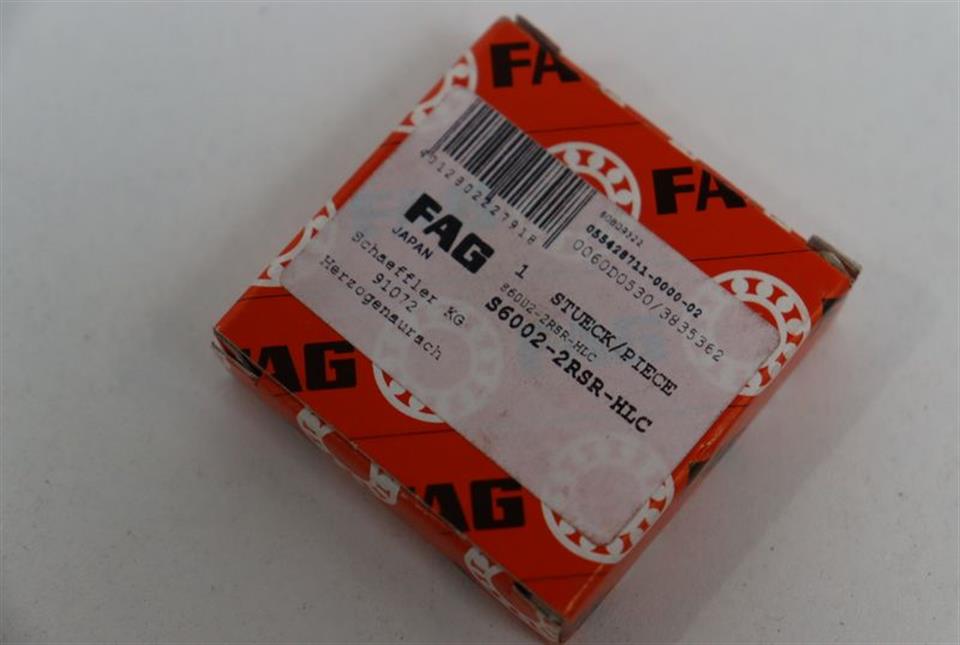 FAG
FAG
4012802227918
FAG
JAPAN
Schaeffler KG
91072
Herzogenaurach
055428711-0000-02
0060D0530/3835362
1 STUECK/PIECE
S6002-2RSR-HLC
S6002-2RSR-HLC
FAG
FAG